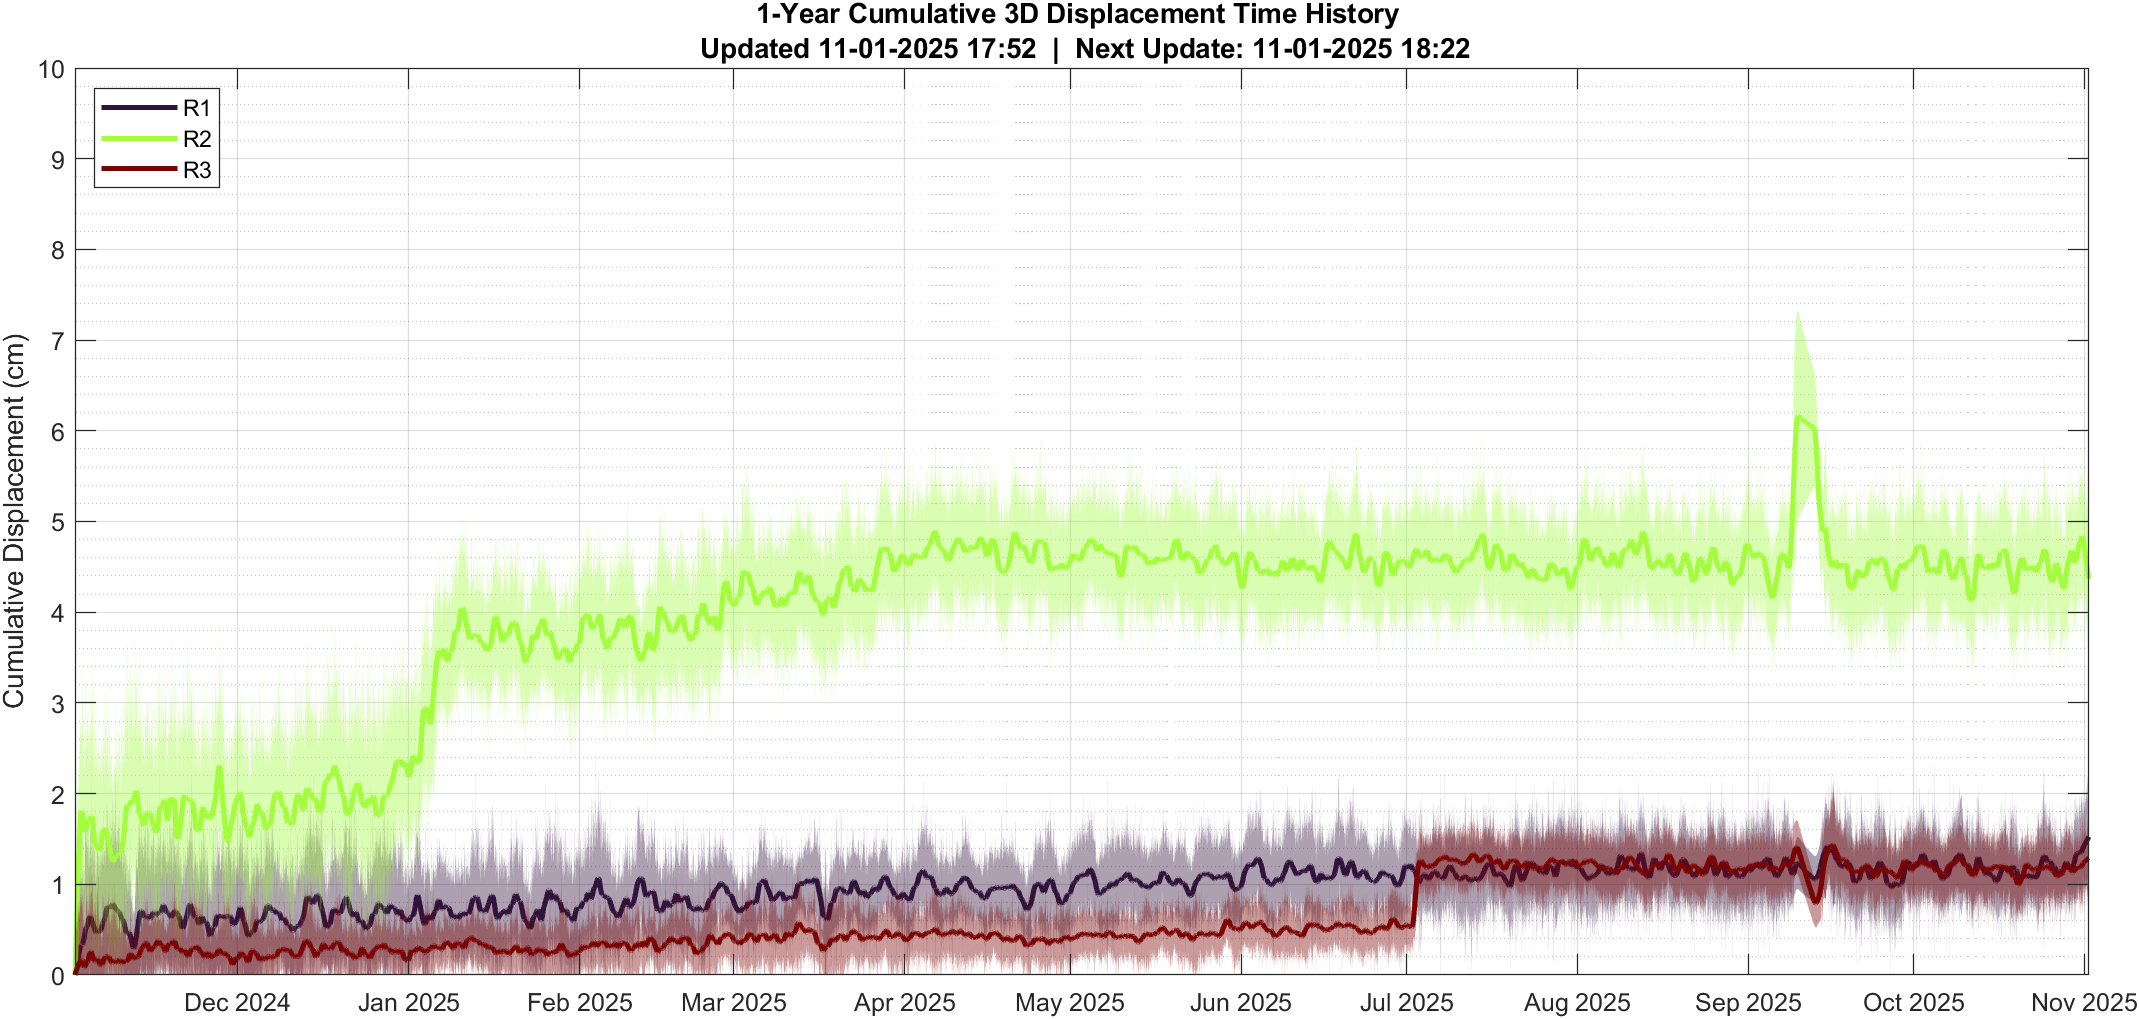 1-Year Cumulative 3D Displacement Time History
Updated 11-01-2025 17:52 | Next Update: 11-01-2025 18:22
R1
R2
R3
Cumulative Displacement (cm)
10
9
8
7
6
5
4
3
2
1
0
Dec 2024 Jan 2025 Feb 2025 Mar 2025 Apr 2025 May 2025 Jun 2025 Jul 2025 Aug 2025 Sep 2025 Oct 2025 Nov 2025